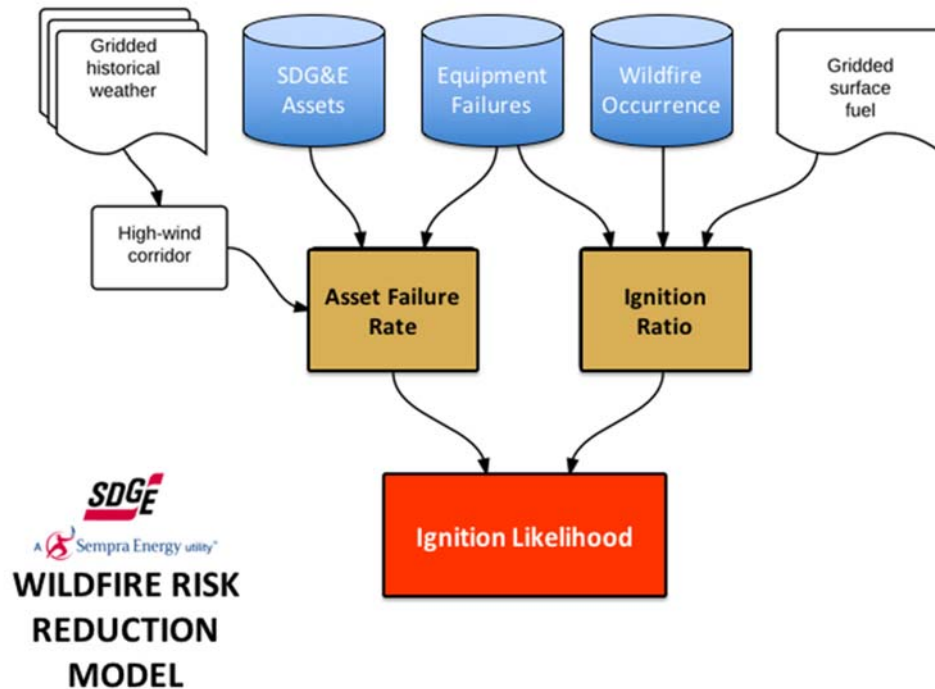 Gridded
historical
weather
SDG&E
Assets
Equipment
Failures
Wildfire
Occurrence
Gridded
surface
fuel
High-wind
corridor
Asset Failure
Rate
Ignition
Ratio
Ignition Likelihood
SDGE
A Sempra Energy utility™
WILDFIRE RISK
REDUCTION
MODEL